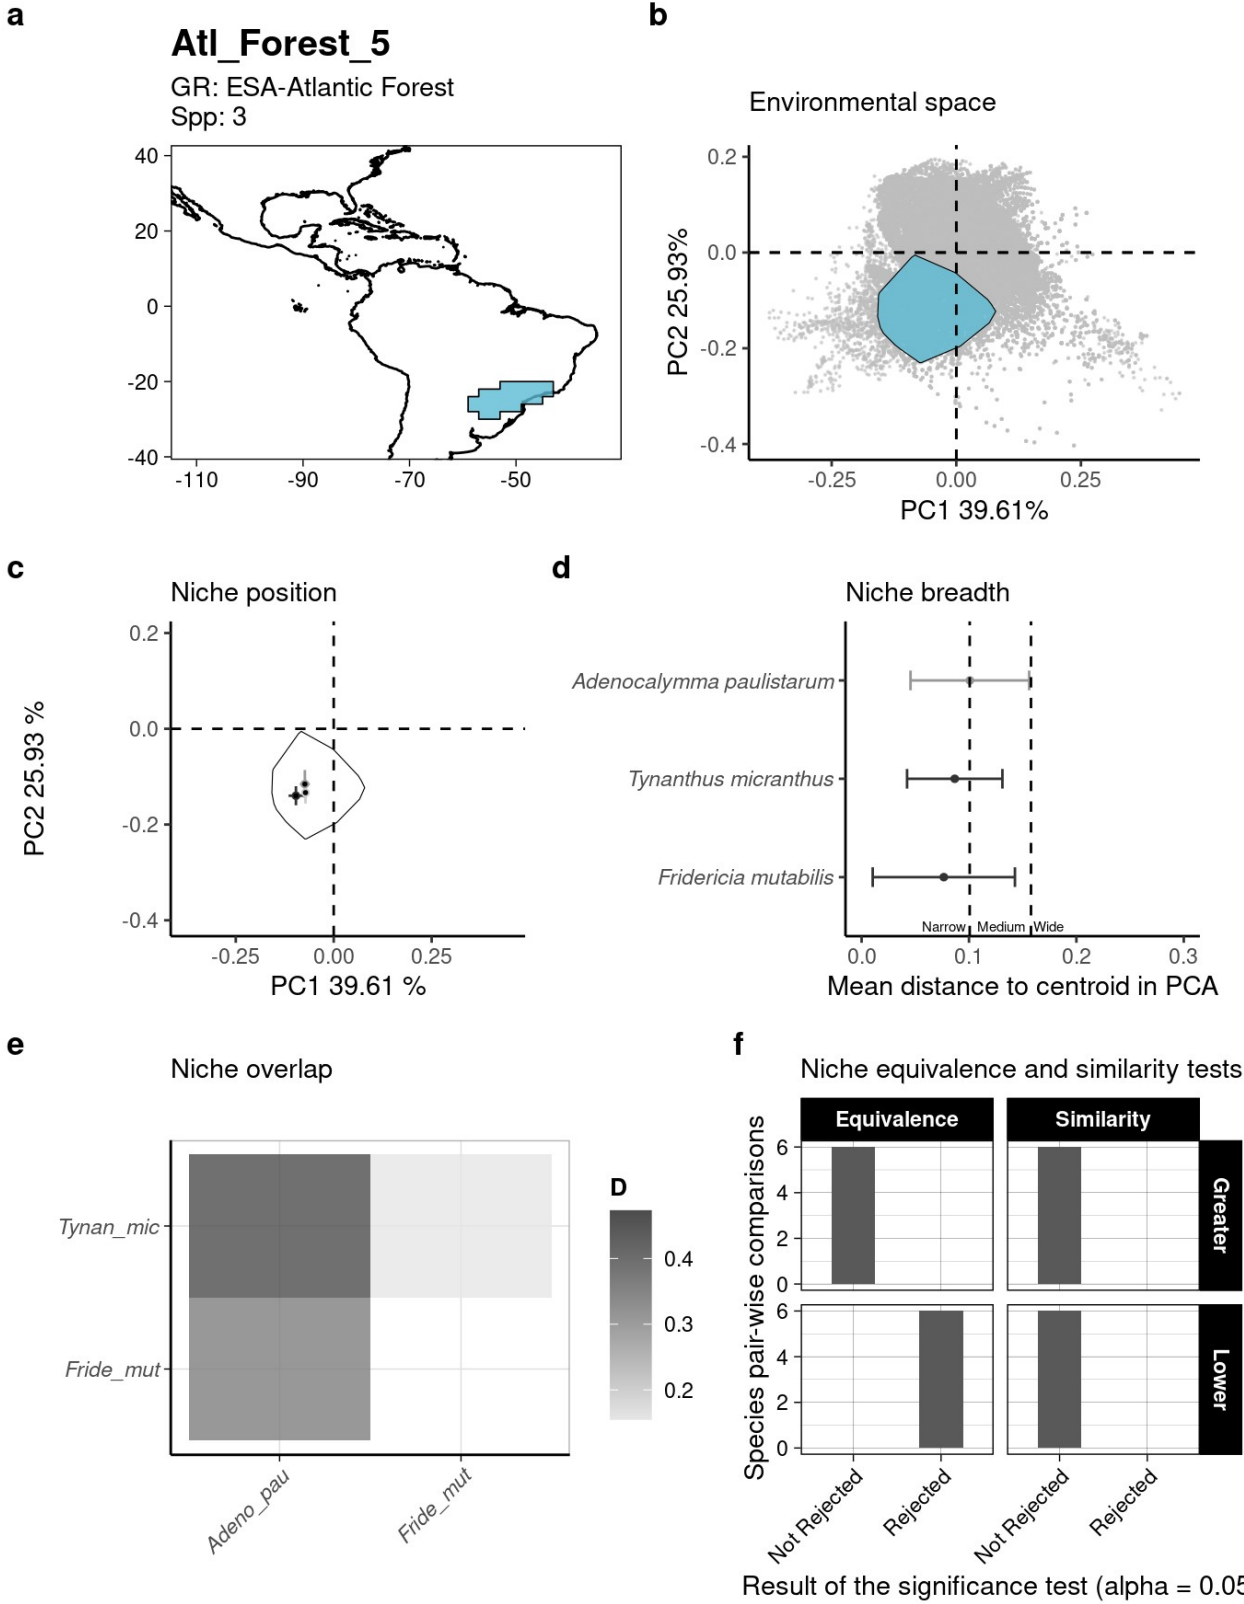 a
Atl_Forest_5
GR: ESA-Atlantic Forest
Spp: 3
40
20
0
-20
-40
-110 -90 -70 -50
b
Environmental space
PC2 25.93%
0.2
0.0
-0.2
-0.4
-0.25 0.00 0.25
PC1 39.61%
c
Niche position
PC2 25.93 %
0.2
0.0
-0.2
-0.4
-0.25 0.00 0.25
PC1 39.61 %
d
Niche breadth
Adenocalymma paulistarum
Tynanthus micranthus
Fridericia mutabilis
Narrow Medium Wide
0.0 0.1 0.2 0.3
Mean distance to centroid in PCA
e
Niche overlap
Tynan_mic
Fride_mut
Adeno_pau Fride_mut
D
0.4
0.3
0.2
f
Niche equivalence and similarity tests
Equivalence Similarity
Species pair-wise comparisons
6
4
2
0
Greater
6
4
2
0
Lower
Not Rejected Rejected Not Rejected Rejected
Result of the significance test (alpha = 0.05